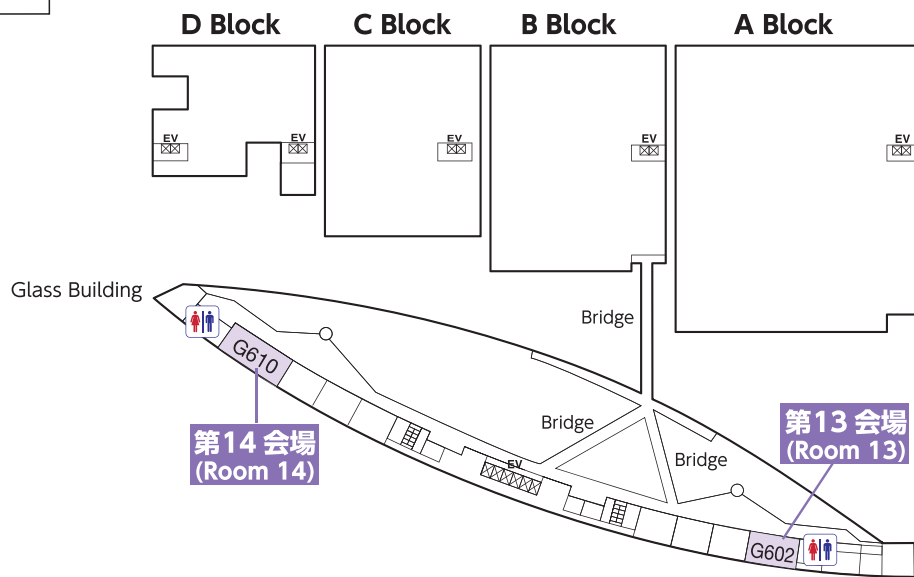 D Block
C Block
B Block
A Block
EV
EV
EV
EV
EV
Glass Building
Bridge
G610
Bridge
第13 会場
(Room 13)
第14 会場
(Room 14)
Bridge
EV
G602